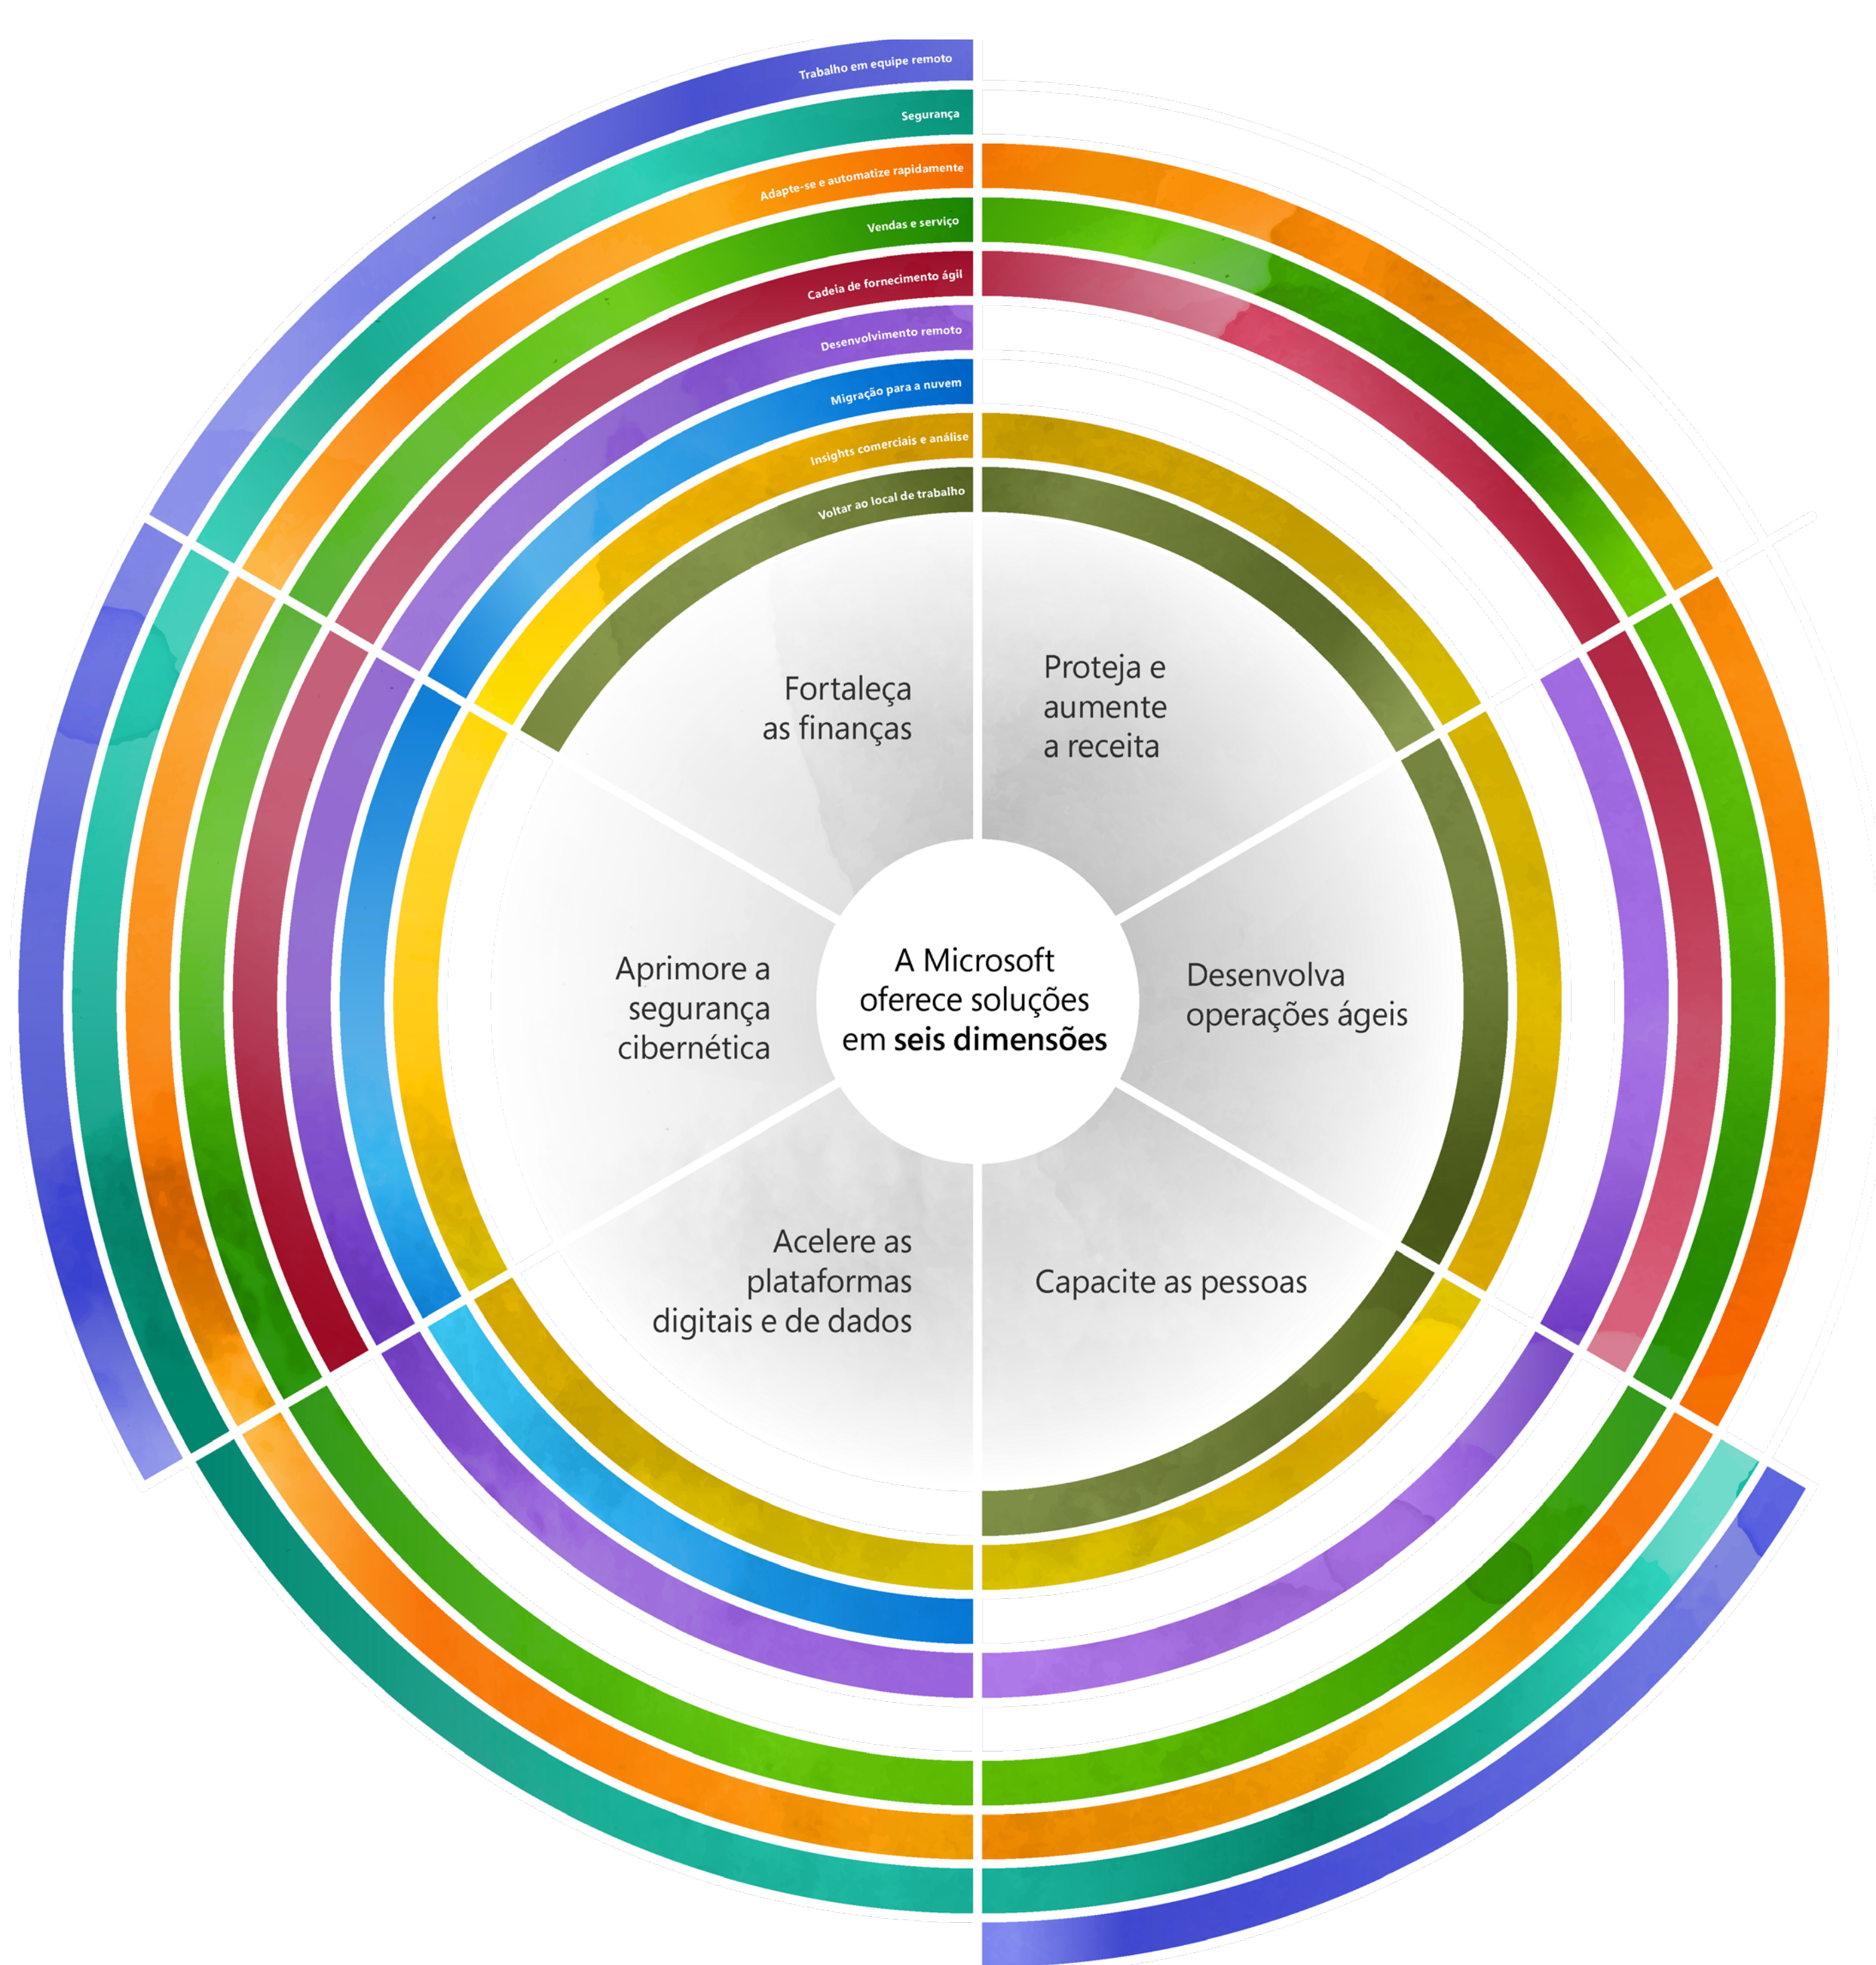 Trabalho em equipe remoto
Segurança
Adapte-se e automatize rapidamente
Vendas e serviço
Cadeia de fornecimento ágil
Desenvolvimento remoto
Migração para a nuvem
Insights comerciais e análise
Voltar ao local de trabalho
Fortaleça
as finanças
Proteja e
aumente
a receita
Aprimore a
segurança
cibernética
A Microsoft
oferece soluções
em seis dimensões
Desenvolva
operações ágeis
Acelere as
plataformas
digitais e de dados
Capacite as pessoas